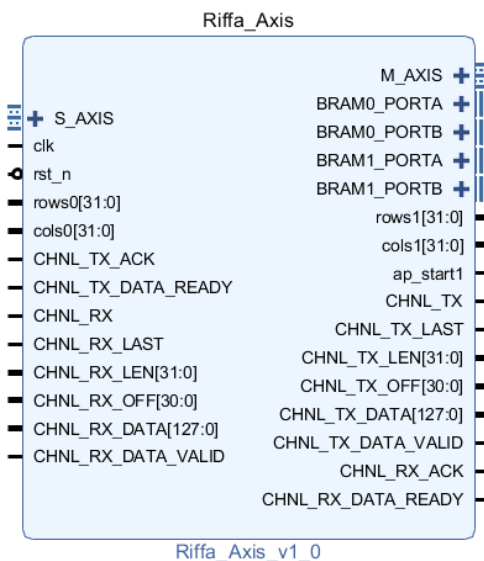 Riffa_Axis
S_AXIS
clk
rst_n
rows0[31:0]
cols0[31:0]
CHNL_TX_ACK
CHNL_TX_DATA_READY
CHNL_RX
CHNL_RX_LAST
CHNL_RX_LEN[31:0]
CHNL_RX_OFF[30:0]
CHNL_RX_DATA[127:0]
CHNL_RX_DATA_VALID
M_AXIS
BRAM0_PORTA
BRAM0_PORTB
BRAM1_PORTA
BRAM1_PORTB
rows1[31:0]
cols1[31:0]
ap_start1
CHNL_TX
CHNL_TX_LAST
CHNL_TX_LEN[31:0]
CHNL_TX_OFF[30:0]
CHNL_TX_DATA[127:0]
CHNL_TX_DATA_VALID
CHNL_RX_ACK
CHNL_RX_DATA_READY
Riffa_Axis_v1_0